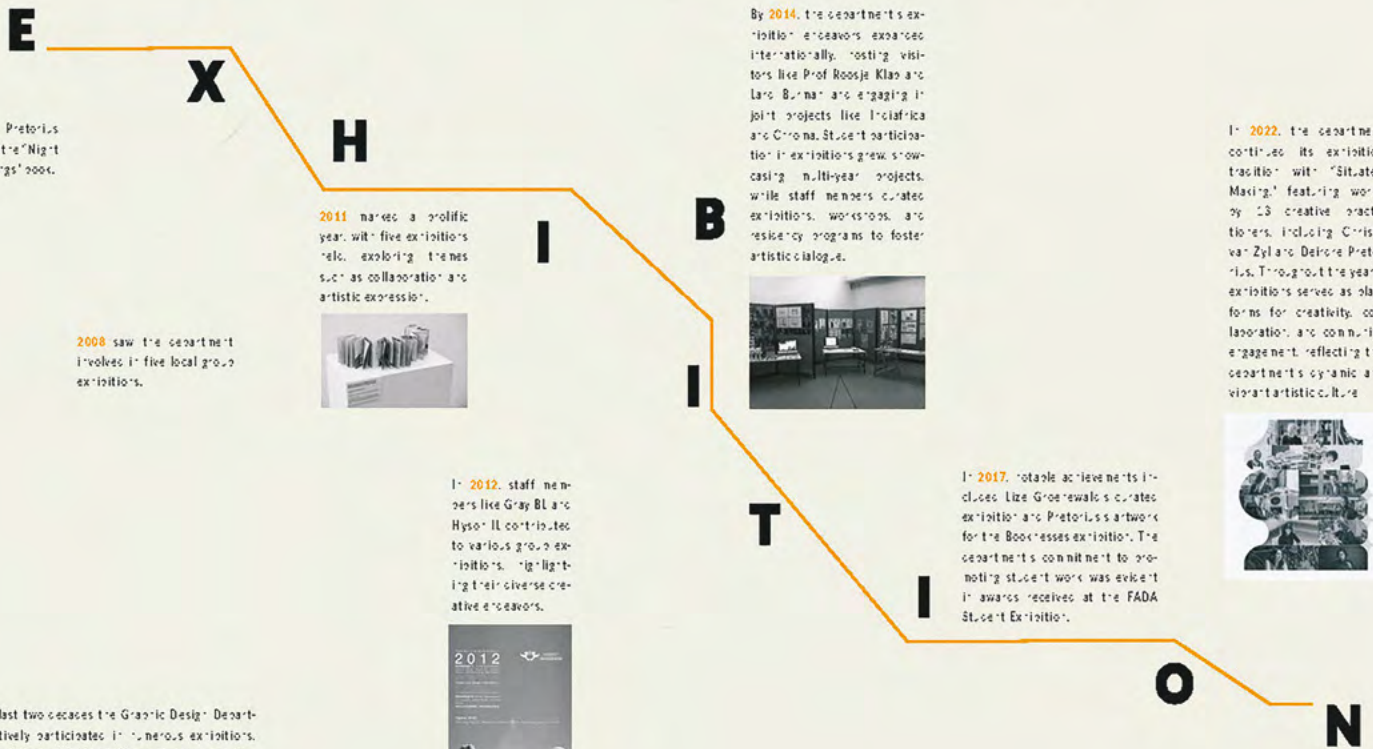 E
X
H
I
B
I
T
I
O
N
Pretorius
the "Night
ngs" book.
2008 saw the department
involved in five local group
exhibitions.
last two decades the Graphic Design Depart-
tively participated in numerous exhibitions.
2011 marked a prolific
year, with five exhibitions
held, exploring themes
such as collaboration and
artistic expression.
In 2012, staff mem-
bers like Gray BL and
Hyson IL contributed
to various group ex-
hibitions, highlight-
ing their diverse cre-
ative endeavors.
2012
By 2014, the department's ex-
hibition endeavors expanded
internationally, hosting visi-
tors like Prof Roosje Klap and
Lard Burman and engaging in
joint projects like Indiafrica
and Chroma. Student participa-
tion in exhibitions grew, show-
casing multi-year projects,
while staff members curated
exhibitions, workshops, and
residency programs to foster
artistic dialogue.
In 2017, notable achievements in-
cluded Lize Groenewald's curated
exhibition and Pretorius's artwork
for the Booknesses exhibition. The
department's commitment to pro-
moting student work was evident
in awards received at the FADA
Student Exhibition.
In 2022, the departme
continued its exhibitio
tradition with "Situate
Making," featuring wor
by 13 creative pract
tioners, including Chris
van Zyl and Deirdre Preto
rius. Throughout the year
exhibitions served as pla
forms for creativity, co
laboration, and communi
engagement, reflecting t
department's dynamic a
vibrant artistic culture